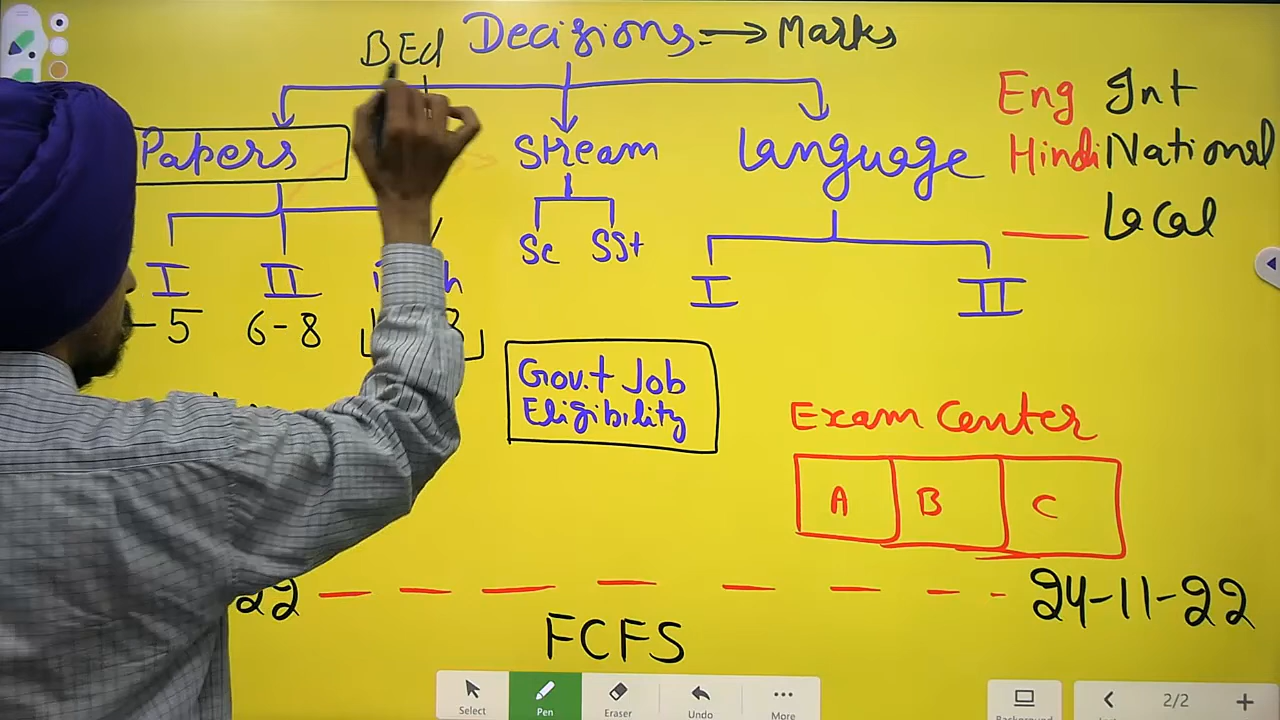 BEd Decisions: → Marks
Papers Stream Language
Eng Int
Hindi National
Local
Sc SSt
I II
I II
-5 6-8
Govt Job
Eligibility
Exam Center
A B C
22 24-11-22
FCFS
Select Pen Eraser Undo More
Background
2/2